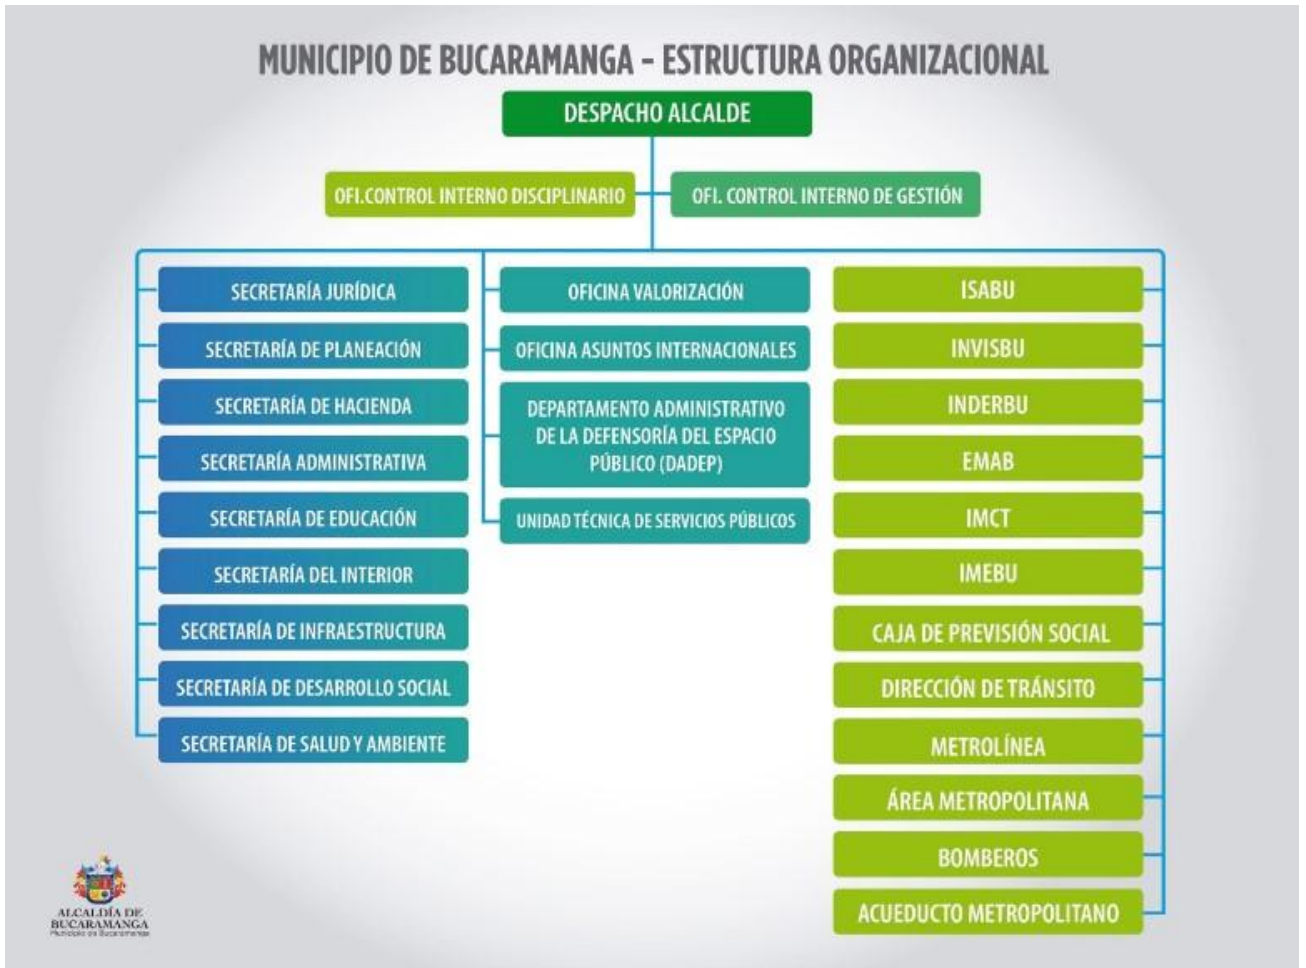 MUNICIPIO DE BUCARAMANGA - ESTRUCTURA ORGANIZACIONAL
DESPACHO ALCALDE
OFI.CONTROL INTERNO DISCIPLINARIO
OFI. CONTROL INTERNO DE GESTIÓN
SECRETARÍA JURÍDICA
SECRETARÍA DE PLANEACIÓN
SECRETARÍA DE HACIENDA
SECRETARÍA ADMINISTRATIVA
SECRETARÍA DE EDUCACIÓN
SECRETARÍA DEL INTERIOR
SECRETARÍA DE INFRAESTRUCTURA
SECRETARÍA DE DESARROLLO SOCIAL
SECRETARÍA DE SALUD Y AMBIENTE
OFICINA VALORIZACIÓN
OFICINA ASUNTOS INTERNACIONALES
DEPARTAMENTO ADMINISTRATIVO
DE LA DEFENSORÍA DEL ESPACIO
PÚBLICO (DADEP)
UNIDAD TÉCNICA DE SERVICIOS PÚBLICOS
ISABU
INVISBU
INDERBU
EMAB
IMCT
IMEBU
CAJA DE PREVISIÓN SOCIAL
DIRECCIÓN DE TRÁNSITO
METROLÍNEA
ÁREA METROPOLITANA
BOMBEROS
ACUEDUCTO METROPOLITANO
ALCALDÍA DE
BUCARAMANGA
Municipio de Bucaramanga